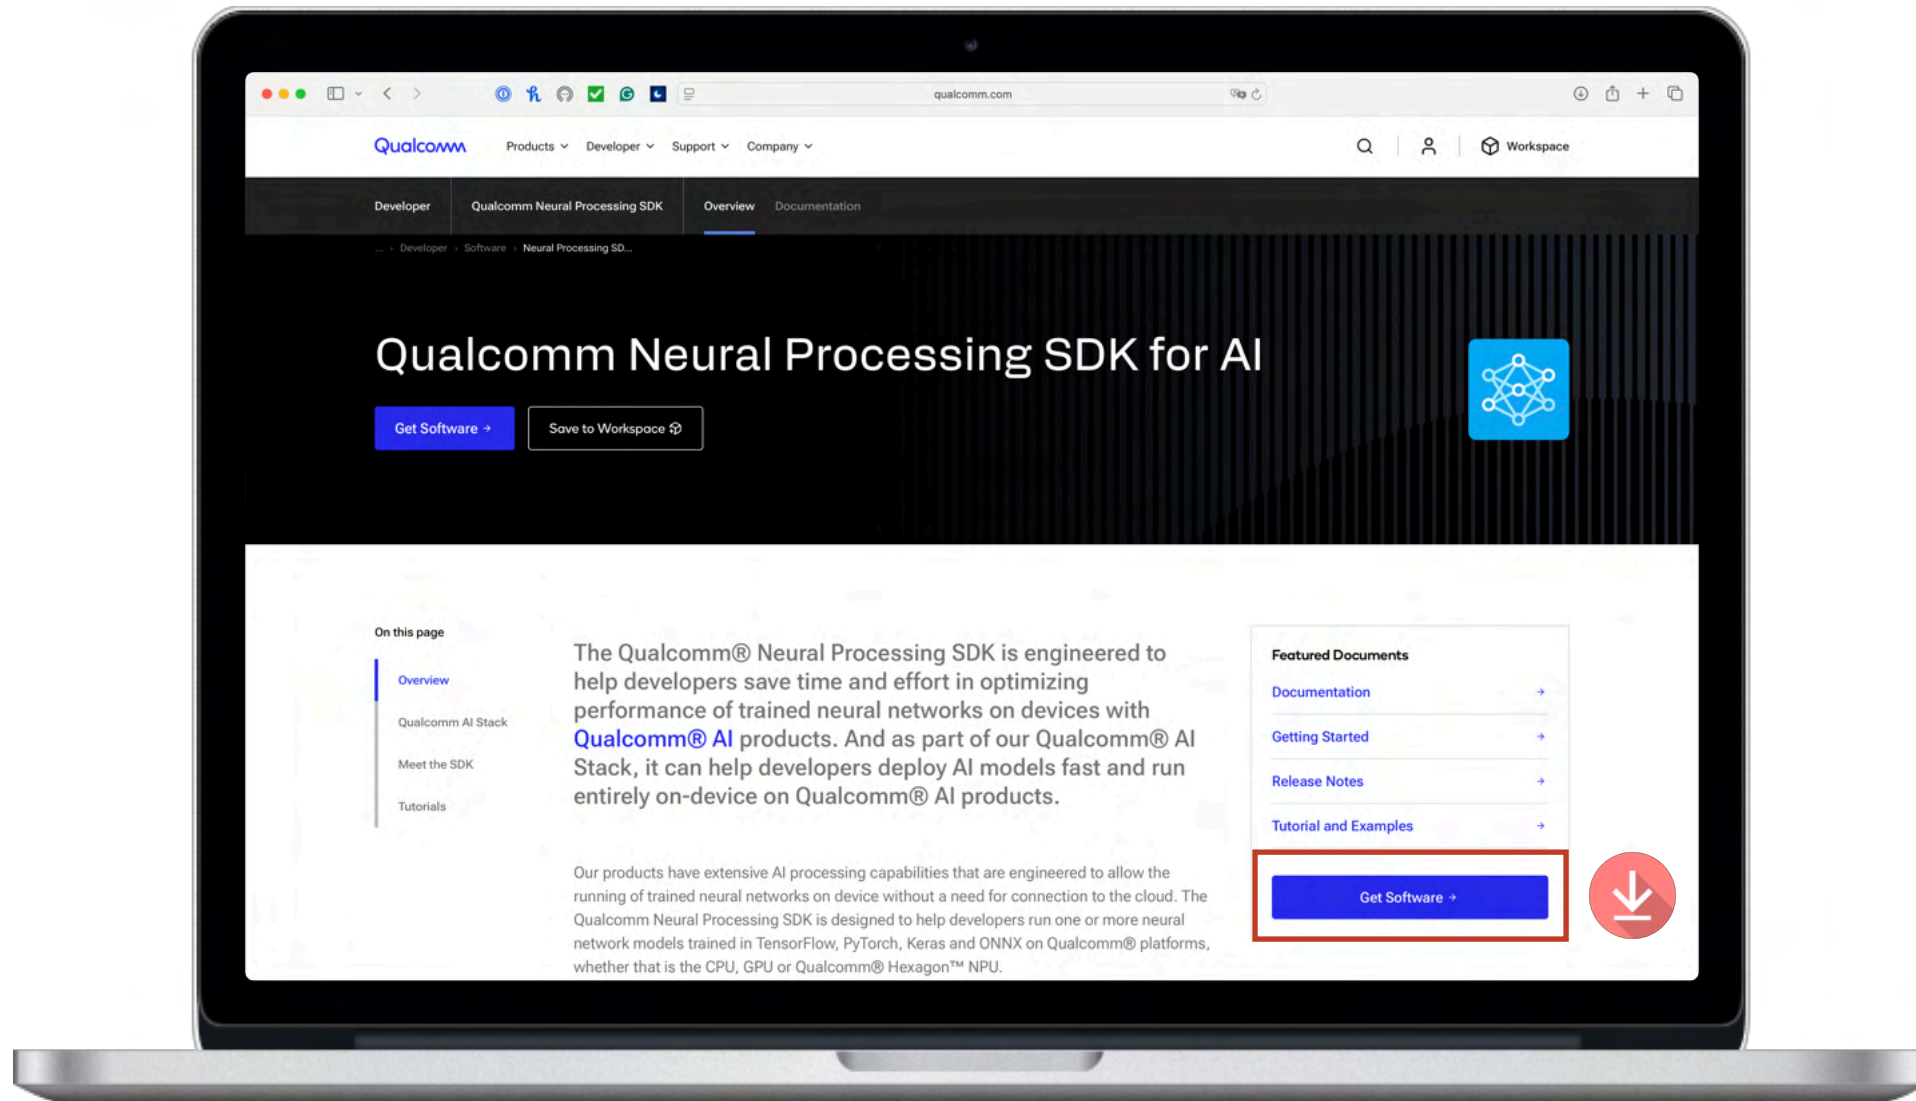 qualcomm.com
Qualcomm Products Developer Support Company Workspace
Developer Qualcomm Neural Processing SDK Overview Documentation
... › Developer › Software › Neural Processing SD...
Qualcomm Neural Processing SDK for AI
Get Software → Save to Workspace
On this page
Overview
Qualcomm AI Stack
Meet the SDK
Tutorials
The Qualcomm® Neural Processing SDK is engineered to
help developers save time and effort in optimizing
performance of trained neural networks on devices with
Qualcomm® AI products. And as part of our Qualcomm® AI
Stack, it can help developers deploy AI models fast and run
entirely on-device on Qualcomm® AI products.
Our products have extensive AI processing capabilities that are engineered to allow the
running of trained neural networks on device without a need for connection to the cloud. The
Qualcomm Neural Processing SDK is designed to help developers run one or more neural
network models trained in TensorFlow, PyTorch, Keras and ONNX on Qualcomm® platforms,
whether that is the CPU, GPU or Qualcomm® Hexagon™ NPU.
Featured Documents
Documentation →
Getting Started →
Release Notes →
Tutorial and Examples →
Get Software →